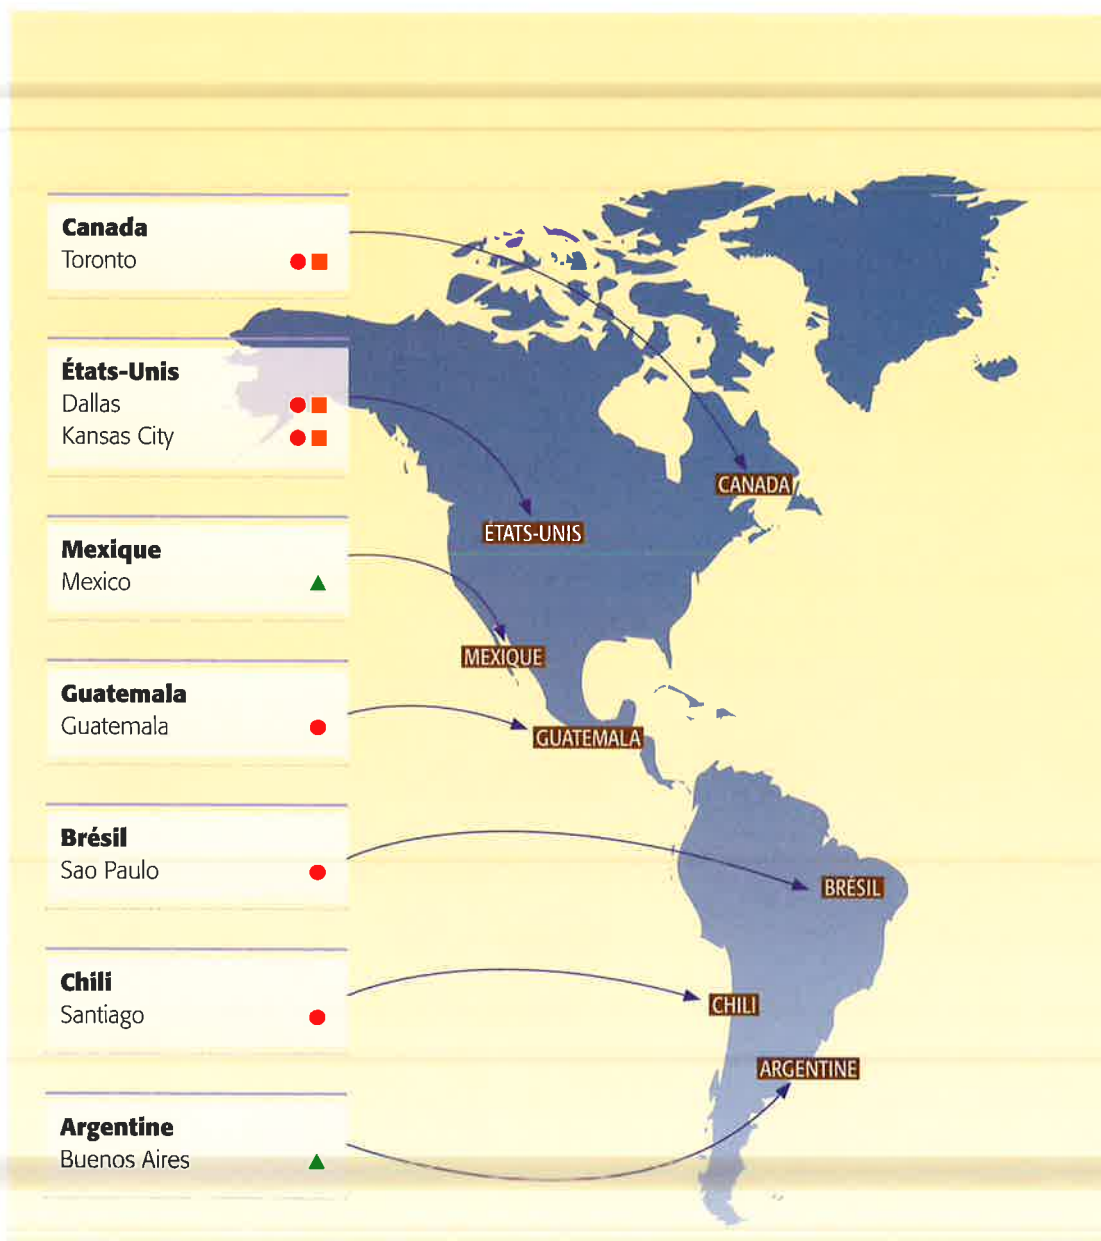 Canada
Toronto
États-Unis
Dallas
Kansas City
Mexique
Mexico
Guatemala
Guatemala
Brésil
Sao Paulo
Chili
Santiago
Argentine
Buenos Aires
CANADA
ÉTATS-UNIS
MEXIQUE
GUATEMALA
BRÉSIL
CHILI
ARGENTINE